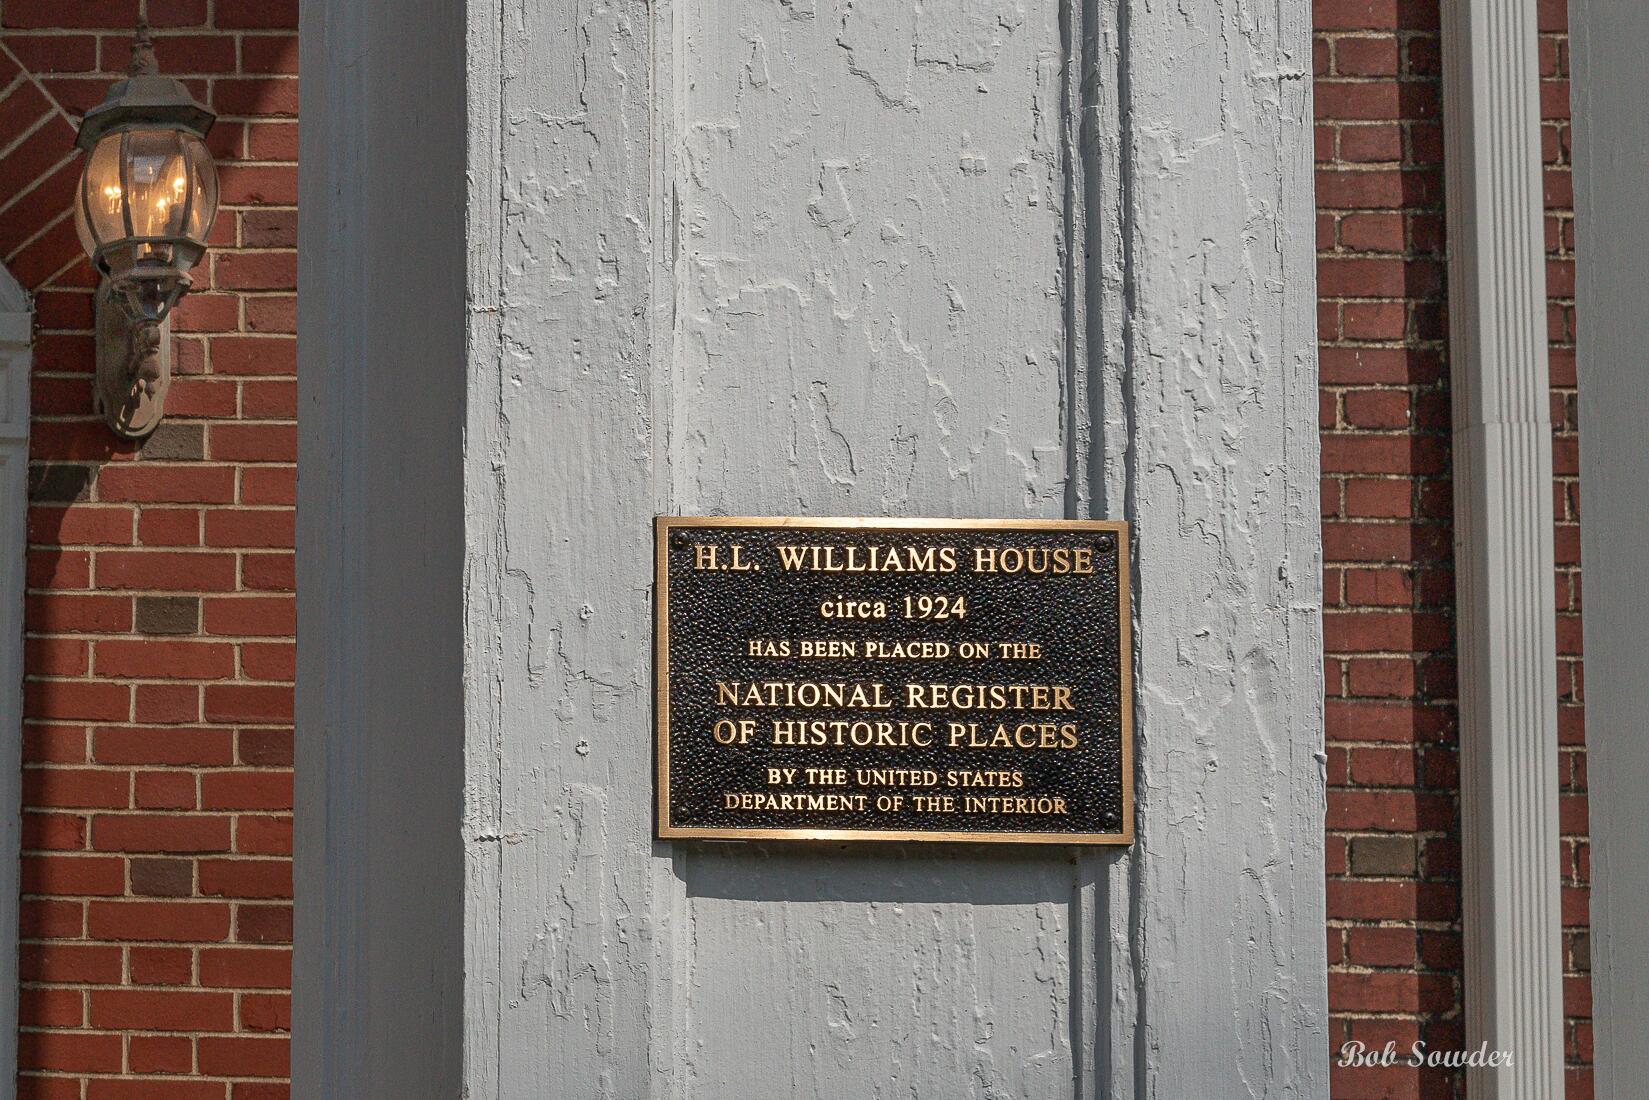 H.L. WILLIAMS HOUSE
circa 1924
HAS BEEN PLACED ON THE
NATIONAL REGISTER
OF HISTORIC PLACES
BY THE UNITED STATES
DEPARTMENT OF THE INTERIOR
Bob Sowder